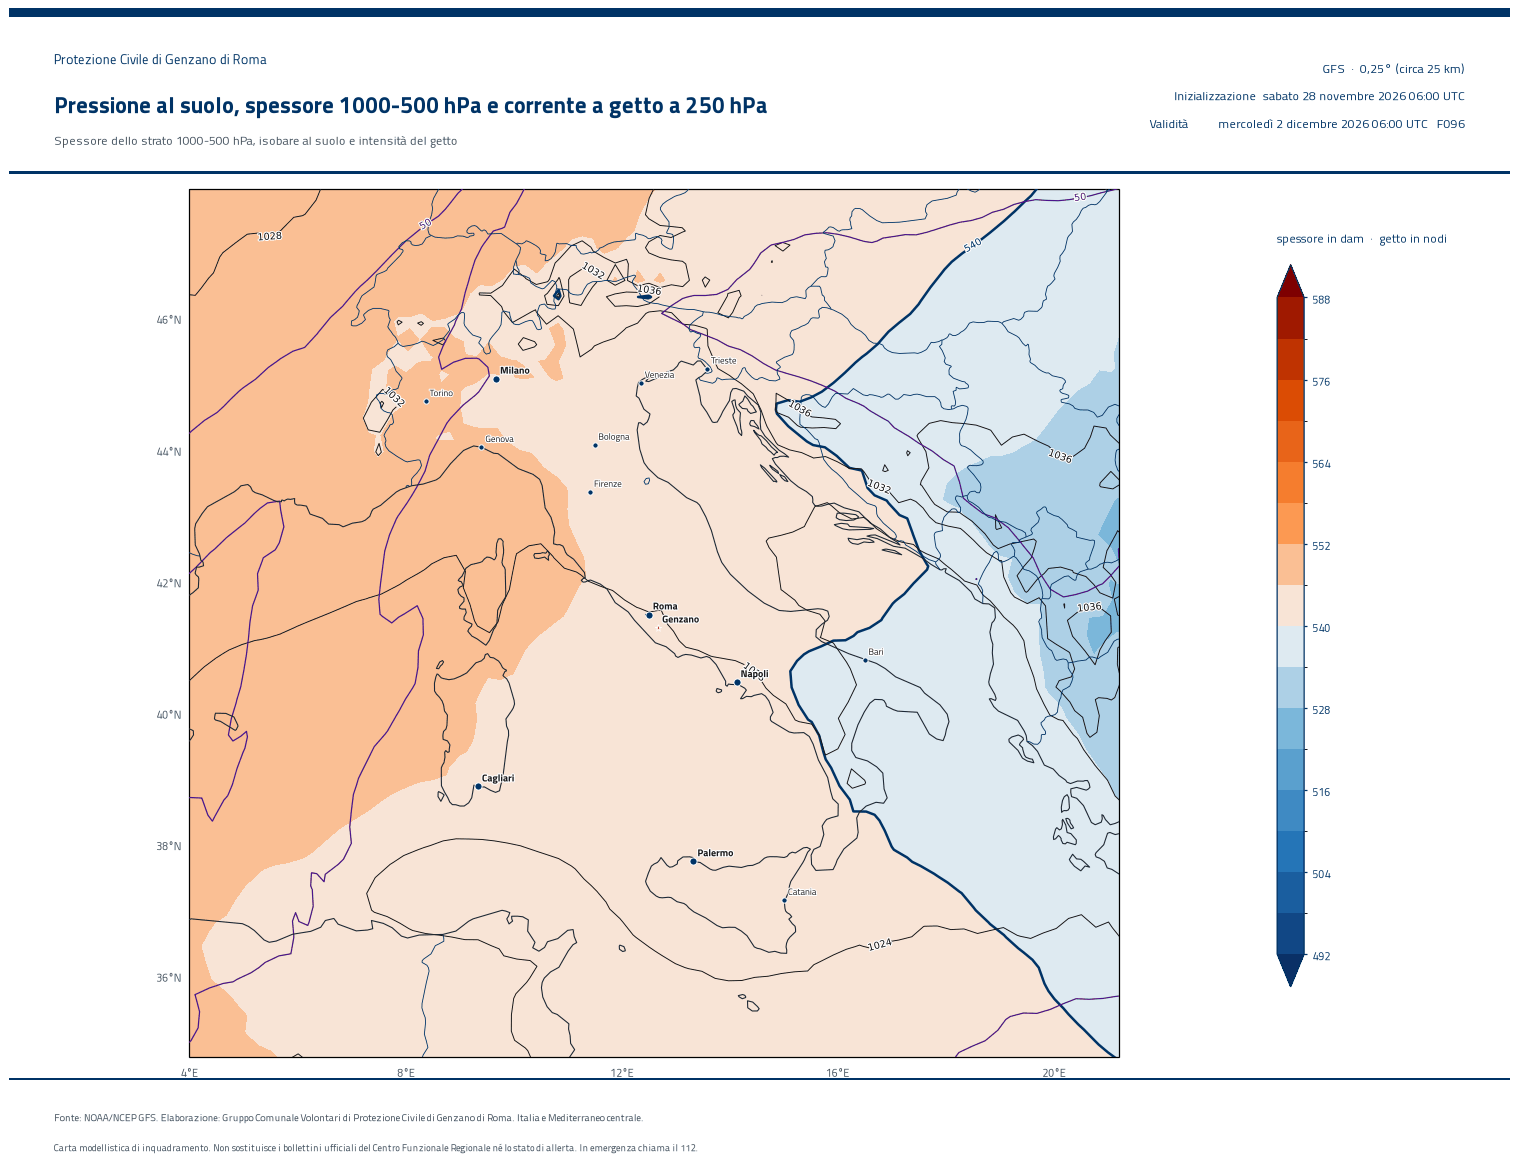 Protezione Civile di Genzano di Roma
Pressione al suolo, spessore 1000-500 hPa e corrente a getto a 250 hPa
Spessore dello strato 1000-500 hPa, isobare al suolo e intensità del getto
GFS · 0,25° (circa 25 km)
Inizializzazione sabato 28 novembre 2026 06:00 UTC
Validità mercoledì 2 dicembre 2026 06:00 UTC F096
spessore in dam · getto in nodi
588
576
564
552
540
528
516
504
492
46°N
44°N
42°N
40°N
38°N
36°N
4°E
8°E
12°E
16°E
20°E
1028
50
50
540
1032
1036
1032
1036
1032
1036
1036
1024
Milano
Torino
Venezia
Trieste
Genova
Bologna
Firenze
Roma
Genzano
Napoli
Bari
Cagliari
Palermo
Catania
Fonte: NOAA/NCEP GFS. Elaborazione: Gruppo Comunale Volontari di Protezione Civile di Genzano di Roma. Italia e Mediterraneo centrale.
Carta modellistica di inquadramento. Non sostituisce i bollettini ufficiali del Centro Funzionale Regionale né lo stato di allerta. In emergenza chiama il 112.